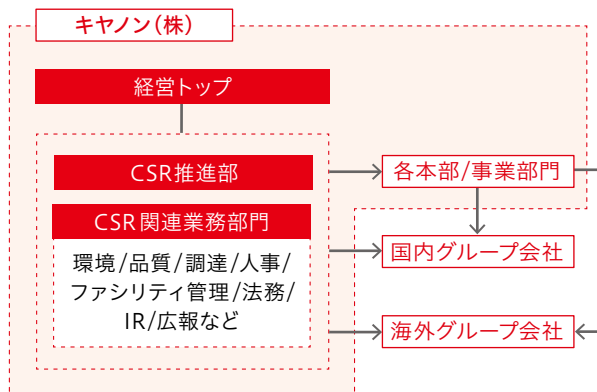 キヤノン(株)
経営トップ
CSR推進部
各本部/事業部門
CSR関連業務部門
環境/品質/調達/人事/
ファシリティ管理/法務/
IR/広報など
国内グループ会社
海外グループ会社